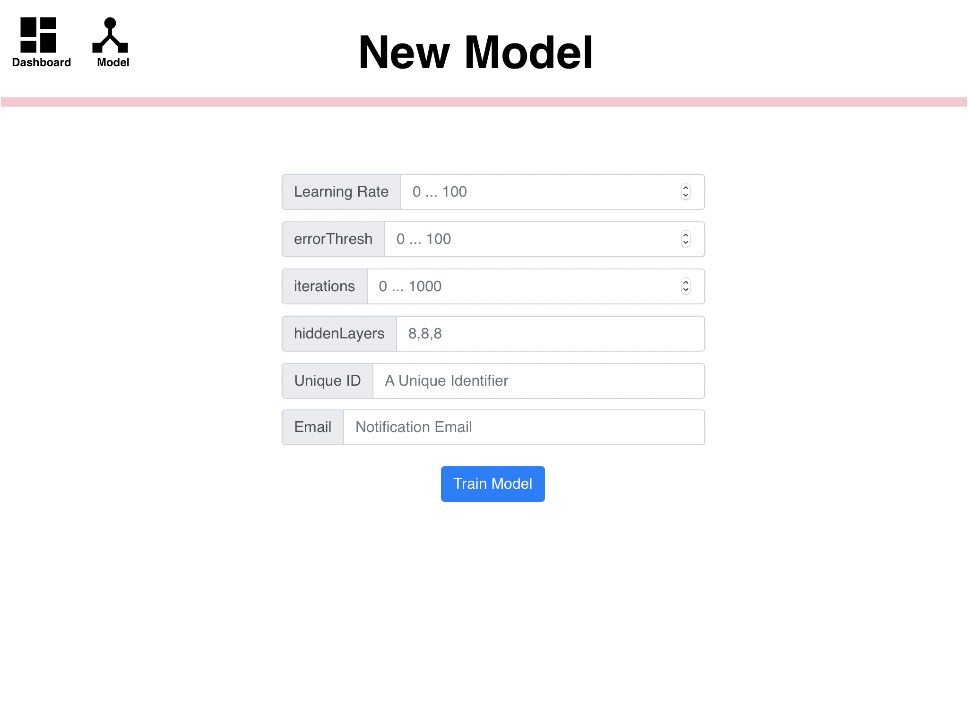 Dashboard
Model
New Model
Learning Rate 0 ... 100
errorThresh 0 ... 100
iterations 0 ... 1000
hiddenLayers 8,8,8
Unique ID A Unique Identifier
Email Notification Email
Train Model